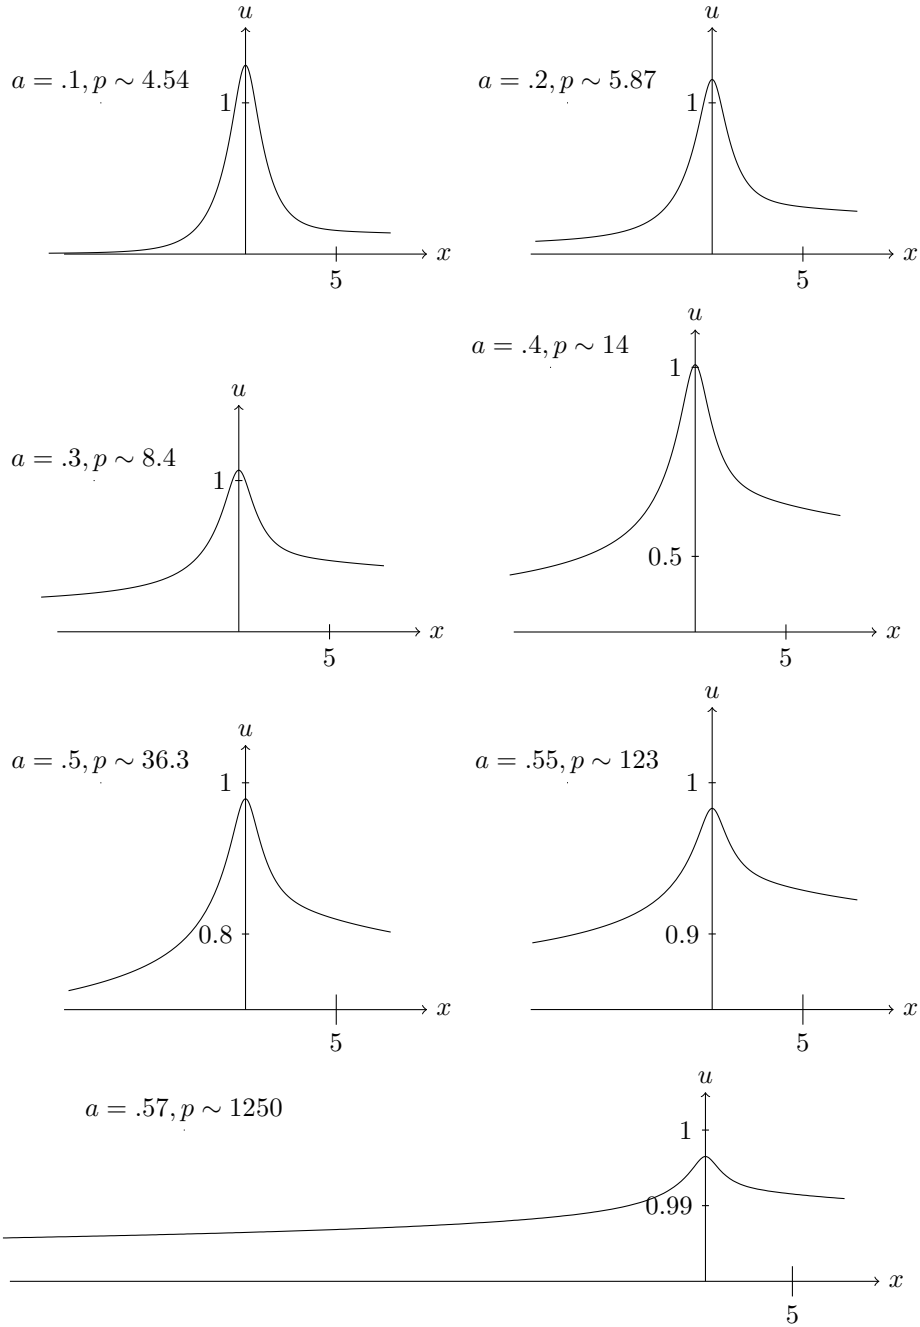 u
a = .1, p ∼ 4.54
1
x
5
u
a = .2, p ∼ 5.87
1
x
5
u
a = .3, p ∼ 8.4
1
x
5
u
a = .4, p ∼ 14
1
0.5
x
5
u
a = .5, p ∼ 36.3
1
0.8
x
5
u
a = .55, p ∼ 123
1
0.9
x
5
u
a = .57, p ∼ 1250
1
0.99
x
5